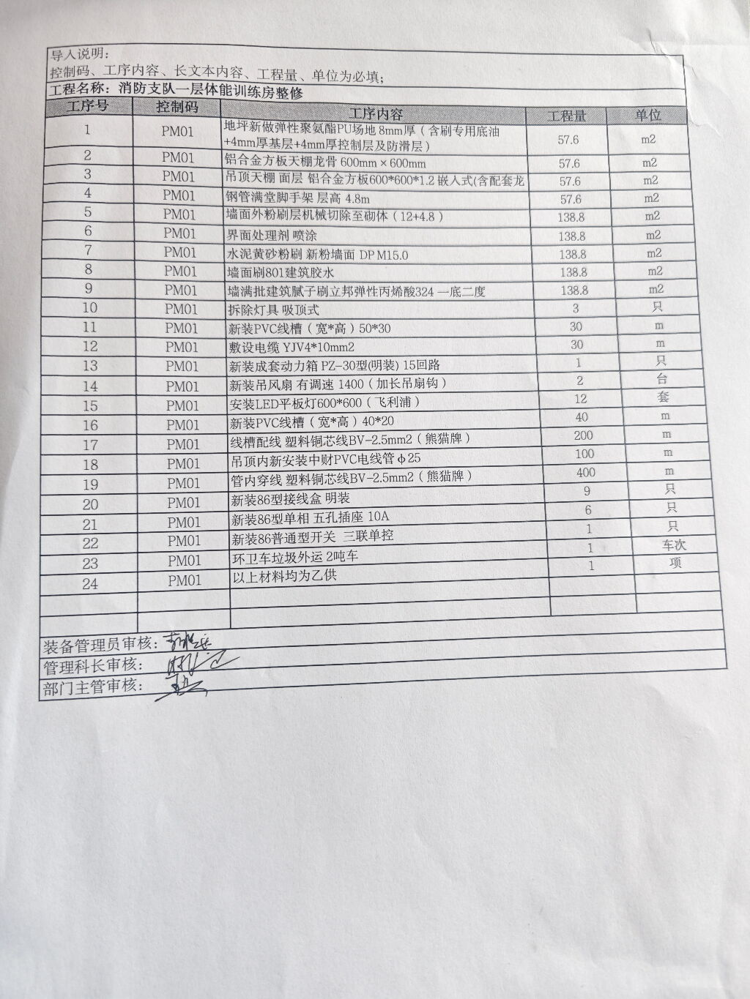 导入说明：
控制码、工序内容、长文本内容、工程量、单位为必填；
工程名称：消防支队一层体能训练房整修
工序号 控制码 工序内容 工程量 单位
1 PM01 地坪新做弹性聚氨酯PU场地 8mm厚（含刷专用底油
+4mm厚基层+4mm厚控制层及防滑层） 57.6 m2
2 PM01 铝合金方板天棚龙骨 600mm×600mm 57.6 m2
3 PM01 吊顶天棚 面层 铝合金方板600*600*1.2 嵌入式(含配套龙 57.6 m2
4 PM01 钢管满堂脚手架 层高 4.8m 57.6 m2
5 PM01 墙面外粉刷层机械切除至砌体（12+4.8） 138.8 m2
6 PM01 界面处理剂 喷涂 138.8 m2
7 PM01 水泥黄砂粉刷 新粉墙面 DP M15.0 138.8 m2
8 PM01 墙面刷801建筑胶水 138.8 m2
9 PM01 墙满批建筑腻子刷立邦弹性丙烯酸324 一底二度 138.8 m2
10 PM01 拆除灯具 吸顶式 3 只
11 PM01 新装PVC线槽（宽*高）50*30 30 m
12 PM01 敷设电缆 YJV4*10mm2 30 m
13 PM01 新装成套动力箱 PZ-30型(明装) 15回路 1 只
14 PM01 新装吊风扇 有调速 1400（加长吊扇钩） 2 台
15 PM01 安装LED平板灯600*600（飞利浦） 12 套
16 PM01 新装PVC线槽（宽*高）40*20 40 m
17 PM01 线槽配线 塑料铜芯线BV-2.5mm2（熊猫牌） 200 m
18 PM01 吊顶内新安装中财PVC电线管ф25 100 m
19 PM01 管内穿线 塑料铜芯线BV-2.5mm2（熊猫牌） 400 m
20 PM01 新装86型接线盒 明装 9 只
21 PM01 新装86型单相 五孔插座 10A 6 只
22 PM01 新装86普通型开关 三联单控 1 只
23 PM01 环卫车垃圾外运 2吨车 1 车次
24 PM01 以上材料均为乙供 1 项
装备管理员审核：
管理科长审核：
部门主管审核：